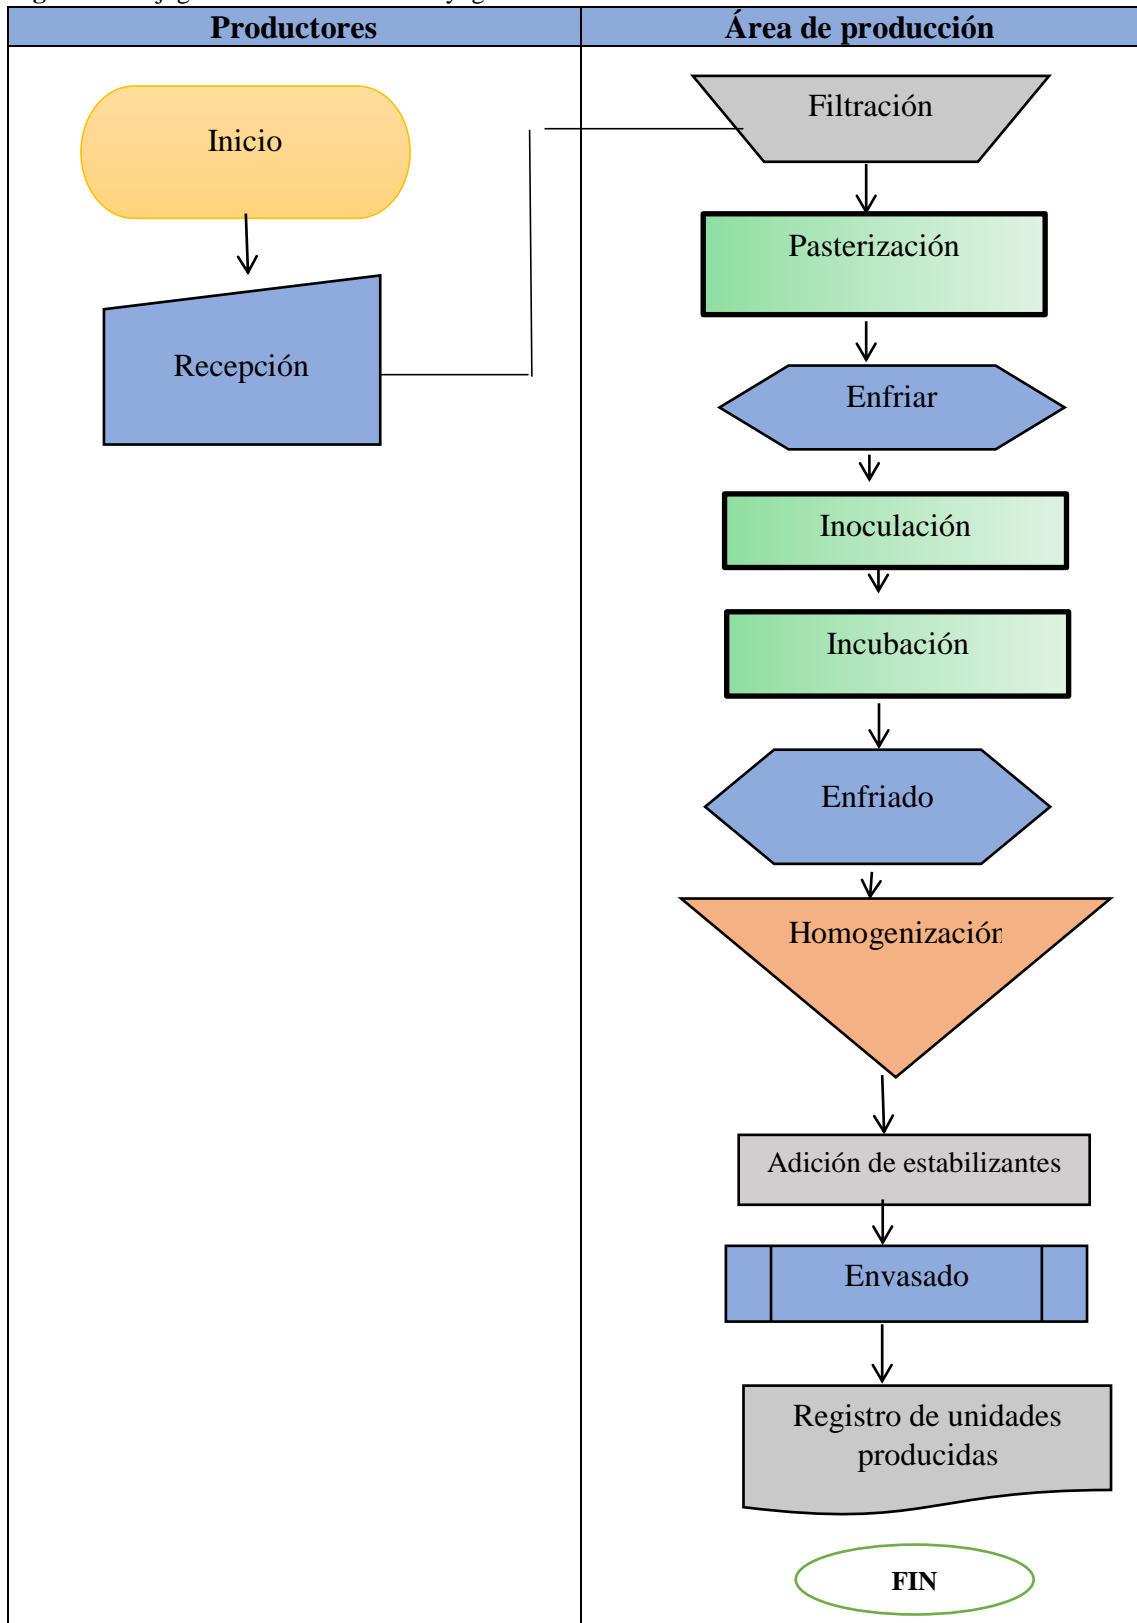 Productores
Área de producción
Inicio
Recepción
Filtración
Pasterización
Enfriar
Inoculación
Incubación
Enfriado
Homogenización
Adición de estabilizantes
Envasado
Registro de unidades
producidas
FIN